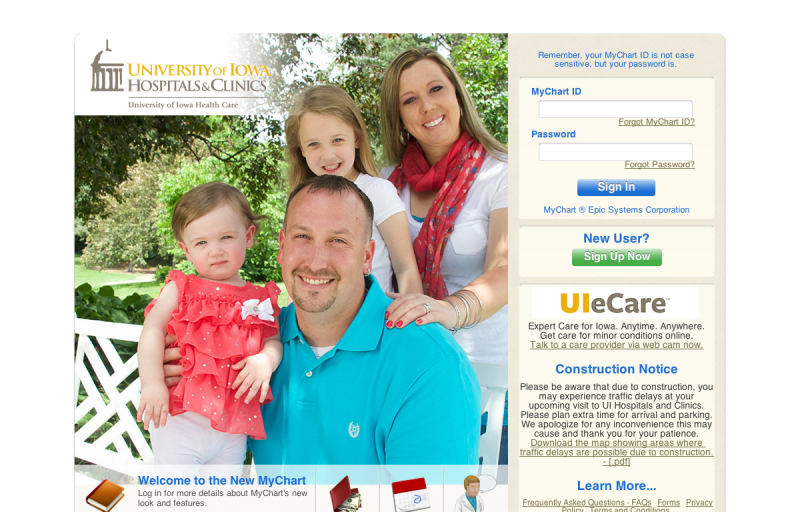 UNIVERSITY OF IOWA
HOSPITALS & CLINICS
University of Iowa Health Care
Remember, your MyChart ID is not case
sensitive, but your password is.
MyChart ID
Forgot MyChart ID?
Password
Forgot Password?
Sign In
MyChart ® Epic Systems Corporation
New User?
Sign Up Now
UIeCare™
Expert Care for Iowa. Anytime. Anywhere.
Get care for minor conditions online.
Talk to a care provider via web cam now.
Construction Notice
Please be aware that due to construction, you
may experience traffic delays at your
upcoming visit to UI Hospitals and Clinics.
Please plan extra time for arrival and parking.
We apologize for any inconvenience this may
cause and thank you for your patience.
Download the map showing areas where
traffic delays are possible due to construction.
- [.pdf]
Learn More...
Frequently Asked Questions - FAQs Forms Privacy
Policy Terms and Conditions
Welcome to the New MyChart
Log in for more details about MyChart's new
look and features.